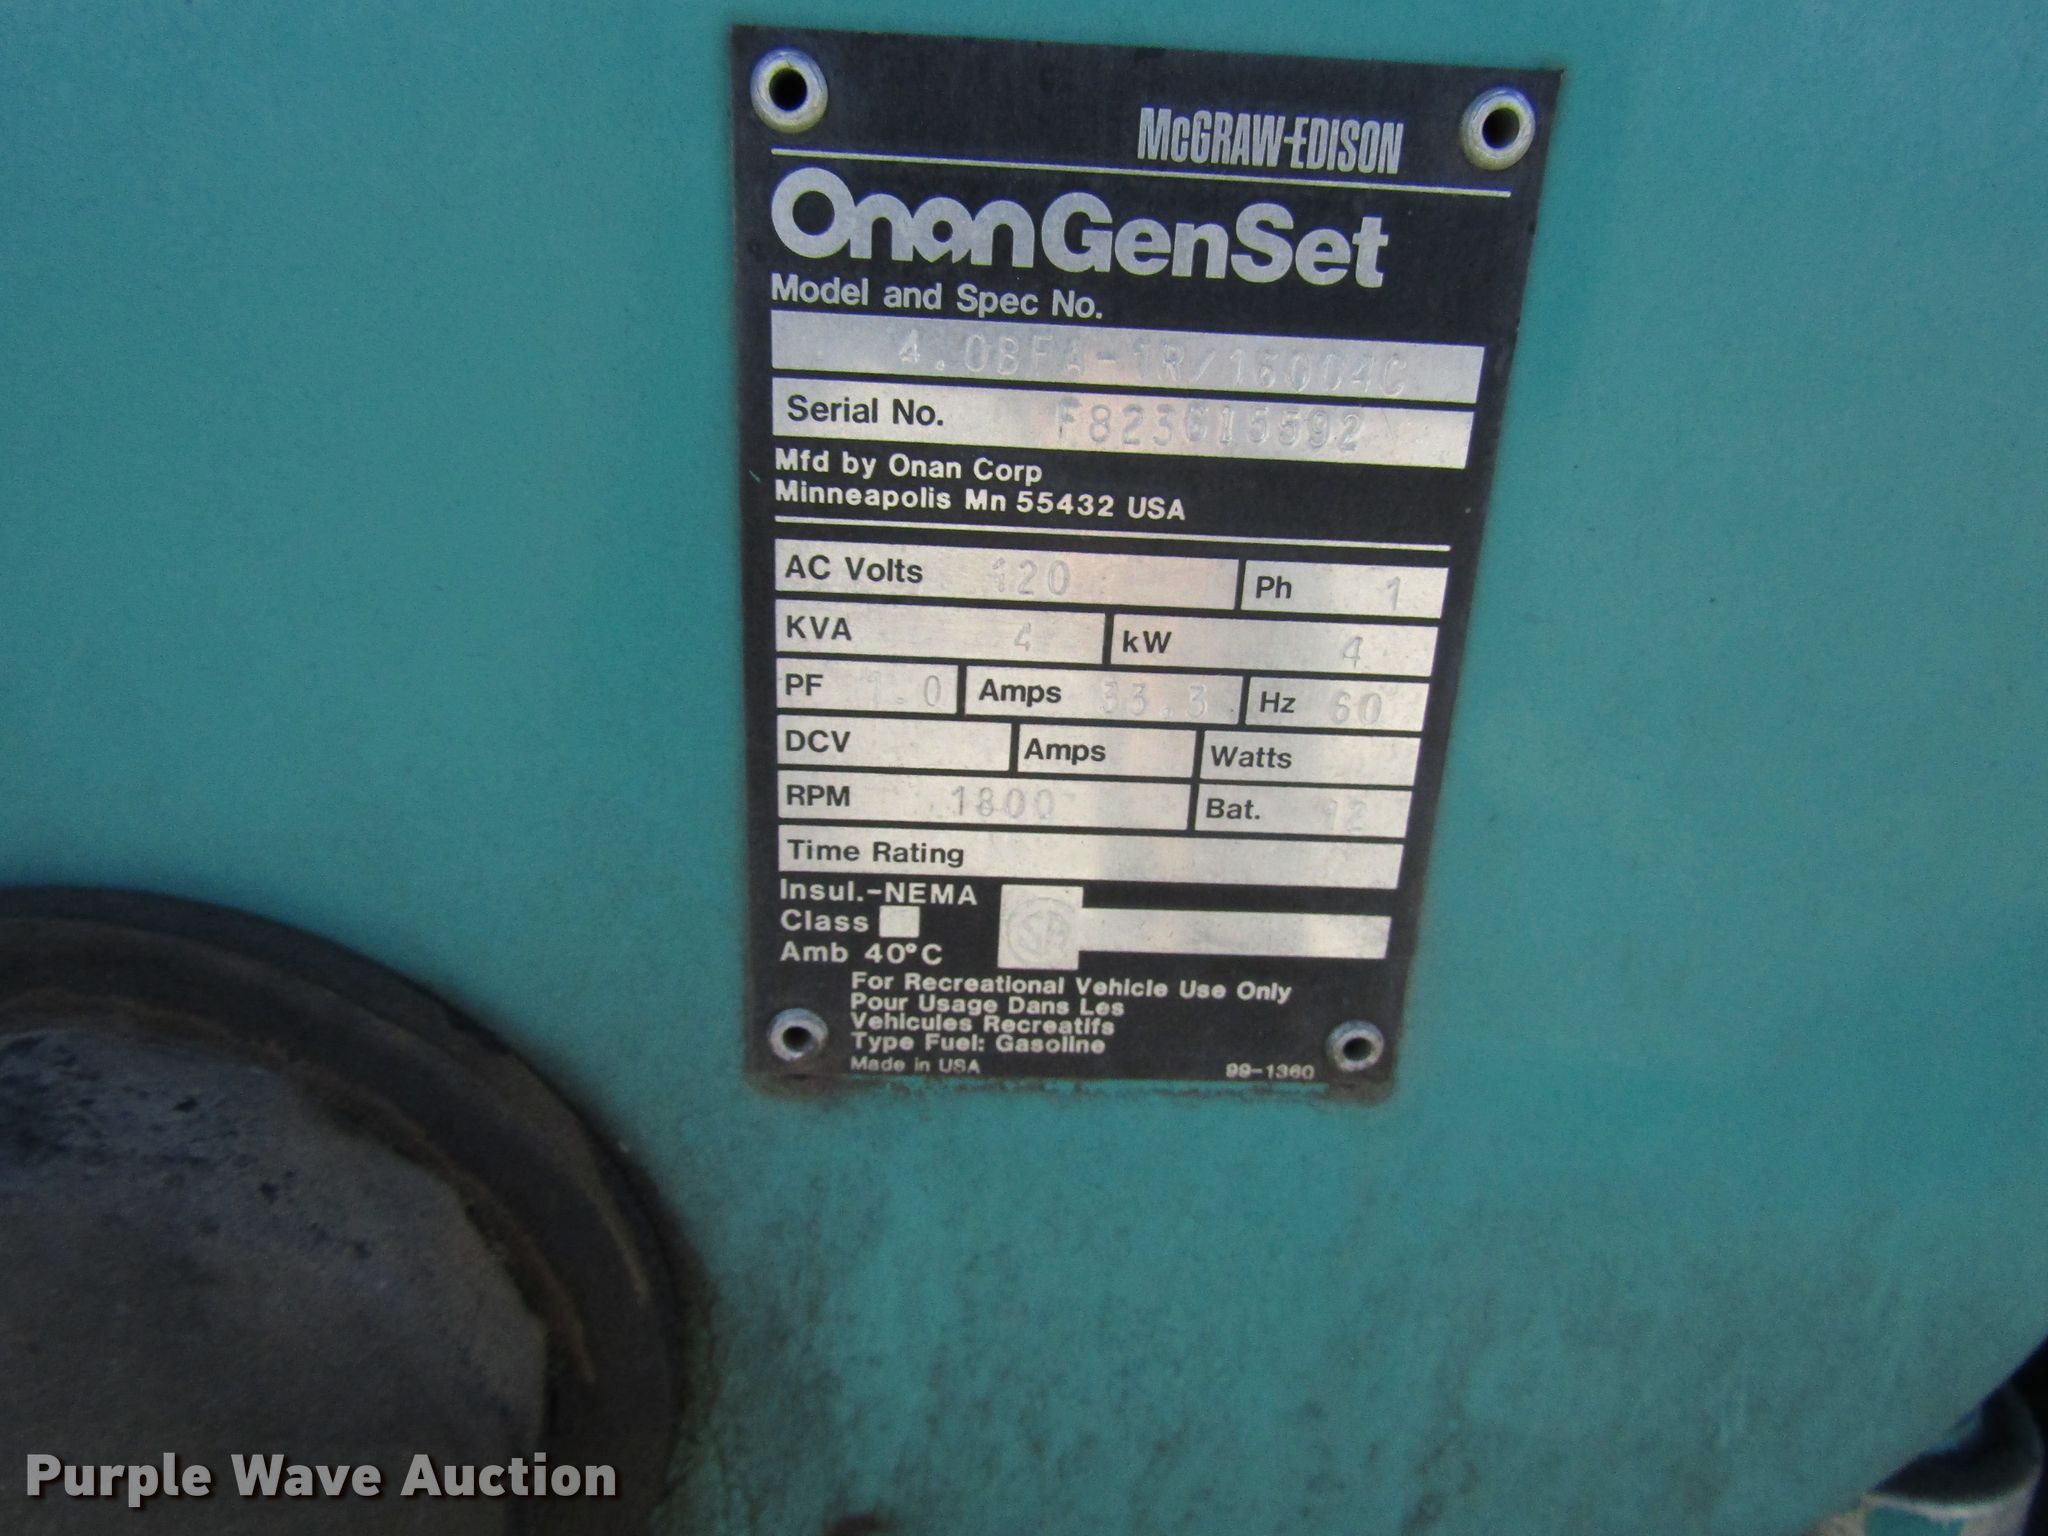 McGRAW-EDISON
Onan GenSet
Model and Spec No.
4.0BFA-1R/16004C
Serial No. F823615592
Mfd by Onan Corp
Minneapolis Mn 55432 USA
AC Volts 120 Ph 1
KVA 4 kW 4
PF 1.0 Amps 33.3 Hz 60
DCV Amps Watts
RPM 1800 Bat. 12
Time Rating
Insul.-NEMA
Class
Amb 40°C
SA
For Recreational Vehicle Use Only
Pour Usage Dans Les
Vehicules Recreatifs
Type Fuel: Gasoline
Made in USA 99-1360
Purple Wave Auction